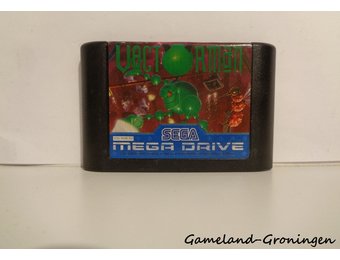 VECTORMAN
SEGA
MEGA DRIVE
Gameland-Groningen